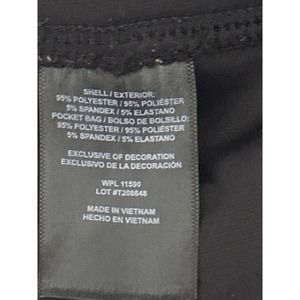 SHELL / EXTERIOR:
95% POLYESTER / 95% POLIÉSTER
5% SPANDEX / 5% ELASTANO
POCKET BAG / BOLSO DE BOLSILLO:
95% POLYESTER / 95% POLIÉSTER
5% SPANDEX / 5% ELASTANO
EXCLUSIVE OF DECORATION
EXCLUSIVO DE LA DECORACIÓN
WPL 11590
LOT #T208648
MADE IN VIETNAM
HECHO EN VIETNAM